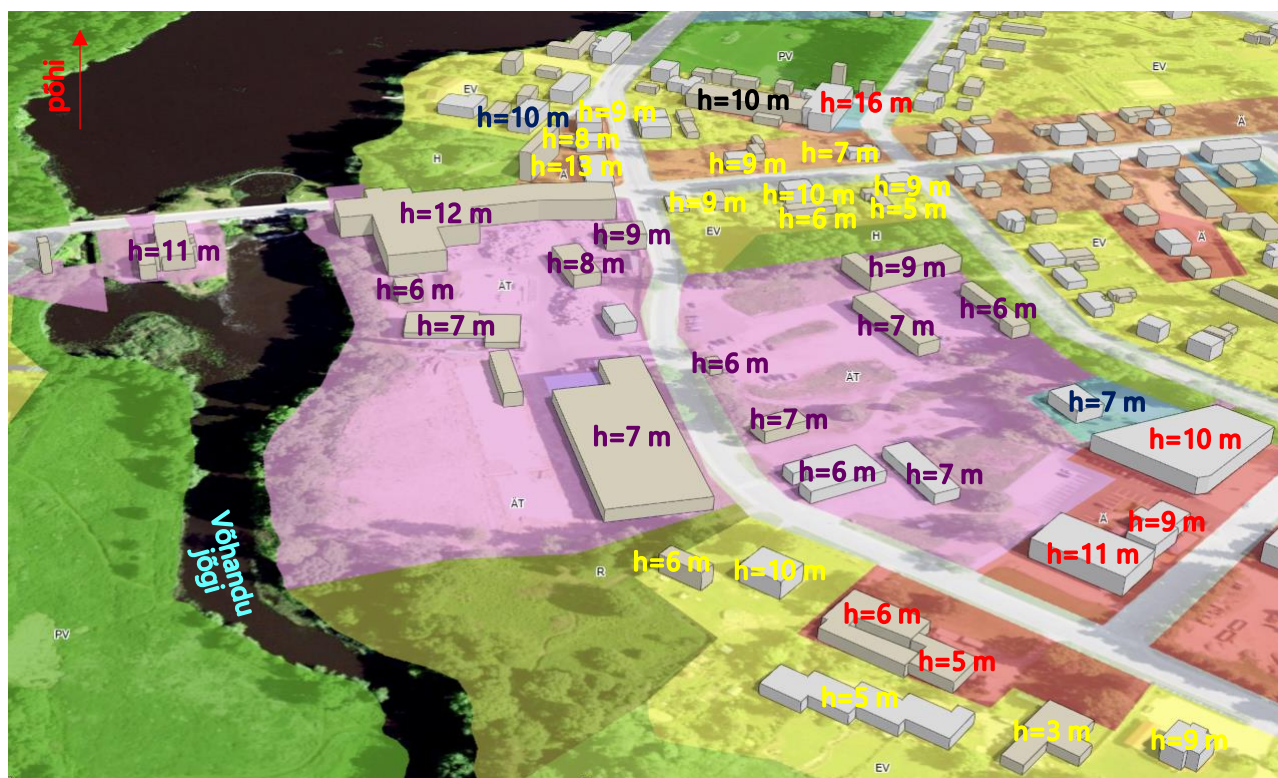 põhi
PV
EV
EV
h=10 m
h=16 m
h=10 m
h=9 m
h=8 m
Ä
H
h=13 m
Ä
h=9 m
h=7 m
h=9 m
h=10 m
h=9 m
h=6 m
h=5 m
h=12 m
EV
H
EV
Ä
h=11 m
h=9 m
h=8 m
h=9 m
h=6 m
ÄT
h=7 m
h=7 m
h=6 m
h=6 m
ÄT
h=7 m
h=7 m
h=7 m
h=10 m
h=6 m
h=7 m
ÄT
Ä
h=9 m
h=11 m
Võhandu
jõgi
R
h=6 m
h=10 m
PV
h=6 m
h=5 m
h=5 m
h=3 m
h=9 m
EV